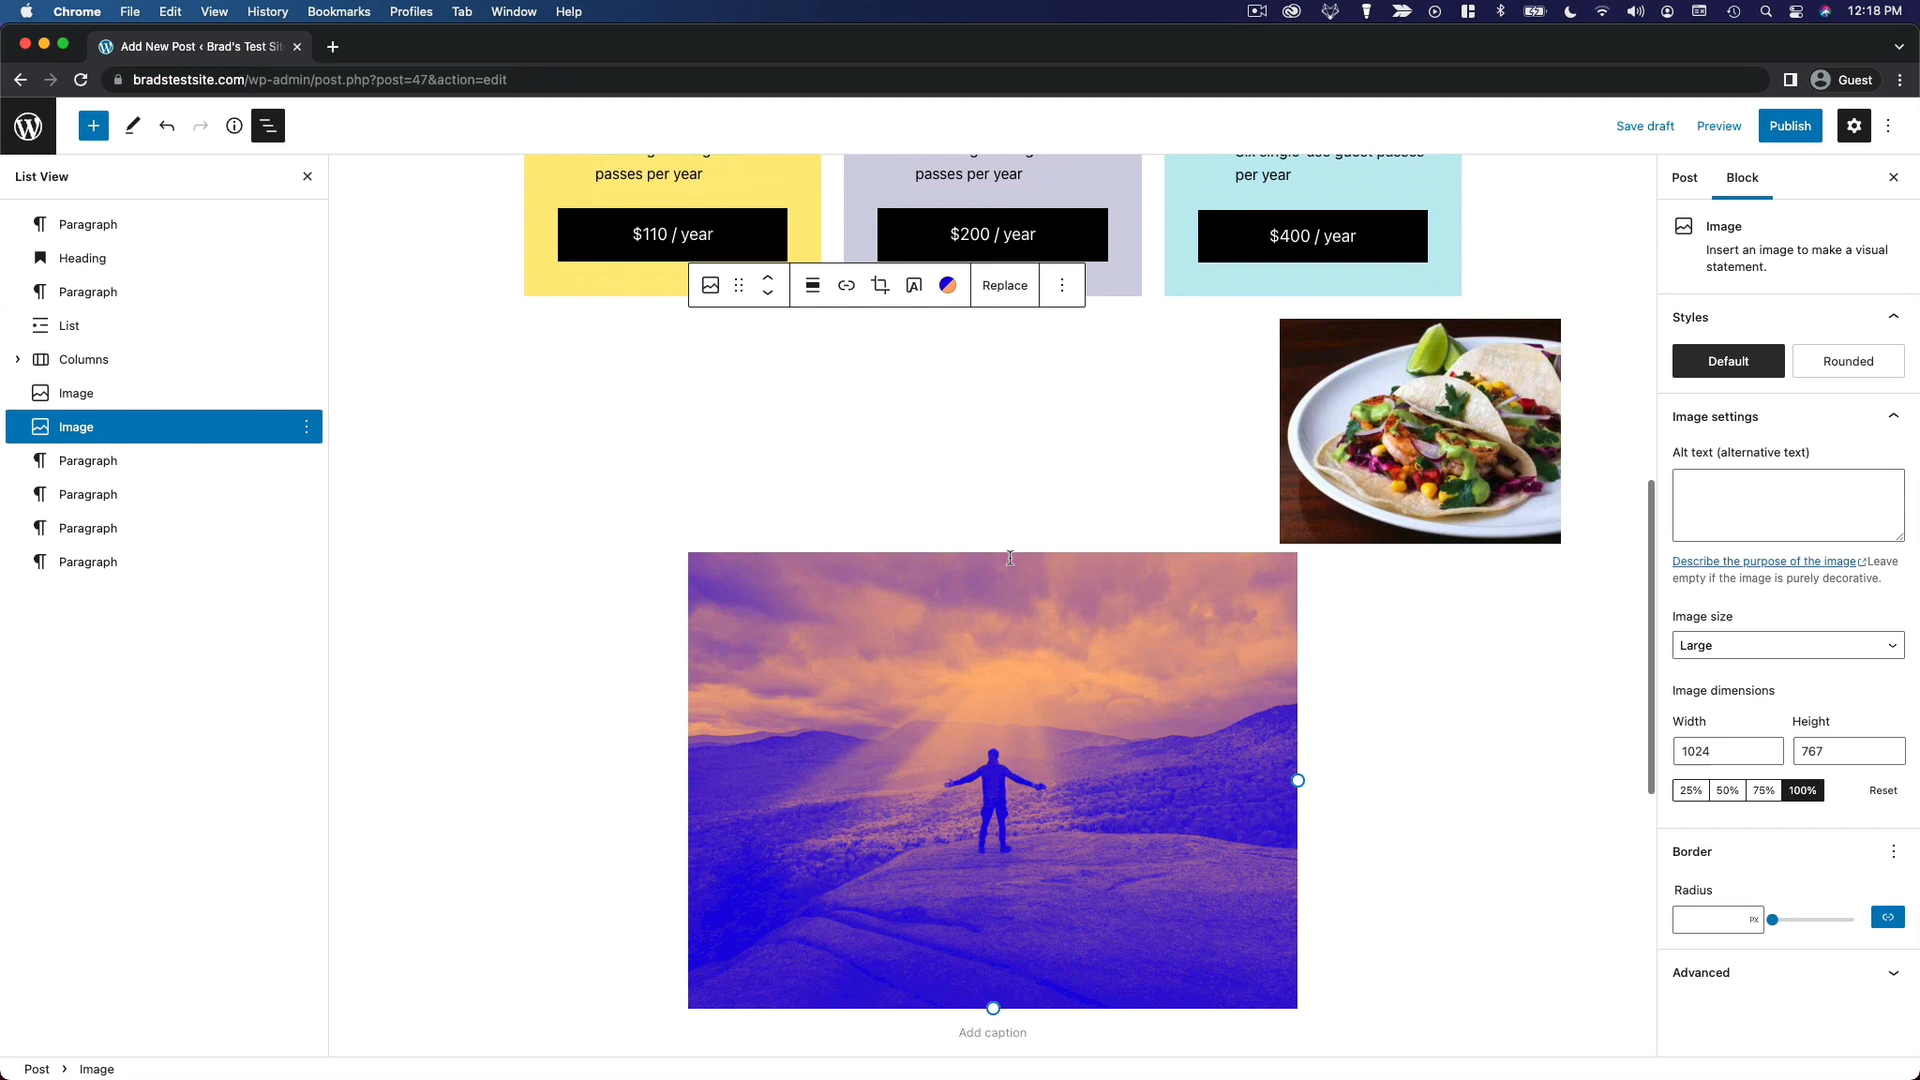 Chrome File Edit View History Bookmarks Profiles Tab Window Help 12:18 PM
Add New Post ‹ Brad's Test Sit
bradstestsite.com/wp-admin/post.php?post=47&action=edit Guest
Save draft Preview Publish
List View
Paragraph
Heading
Paragraph
List
Columns
Image
Image
Paragraph
Paragraph
Paragraph
Paragraph
passes per year
$110 / year
passes per year
$200 / year
Six single-use guest passes
per year
$400 / year
Replace
Add caption
Post Block
Image
Insert an image to make a visual
statement.
Styles
Default Rounded
Image settings
Alt text (alternative text)
Describe the purpose of the image Leave
empty if the image is purely decorative.
Image size
Large
Image dimensions
Width Height
1024 767
25% 50% 75% 100% Reset
Border
Radius
PX
Advanced
Post › Image